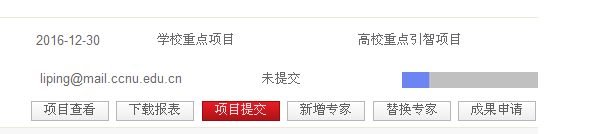 2016-12-30 学校重点项目 高校重点引智项目
liping@mail.ccnu.edu.cn 未提交
项目查看 下载报表 项目提交 新增专家 替换专家 成果申请